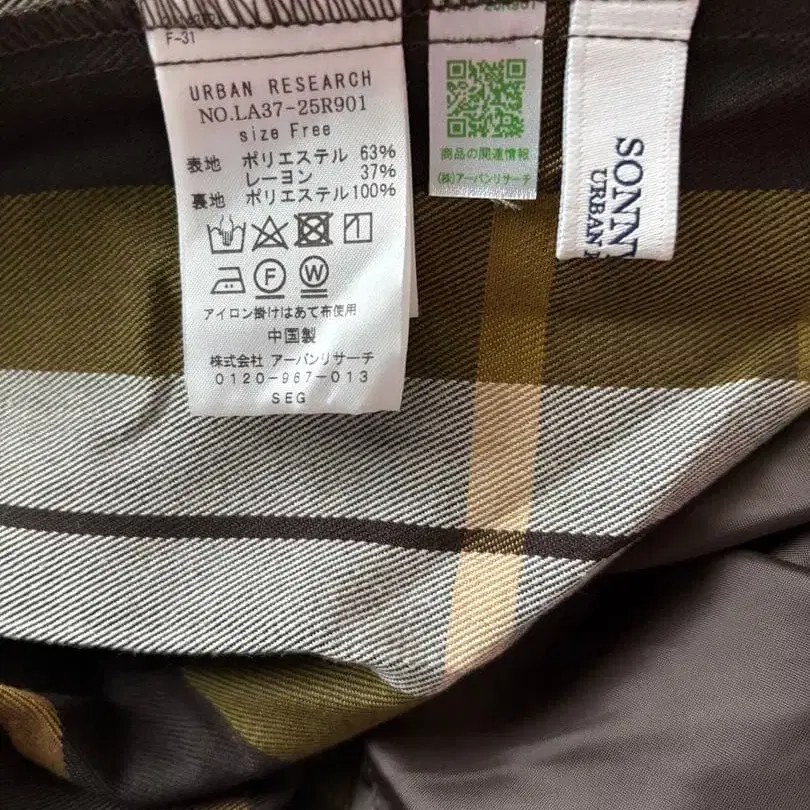 F-31
URBAN RESEARCH
NO.LA37-25R901
size Free
表地 ポリエステル 63%
レーヨン 37%
裏地 ポリエステル100%
F
W
アイロン掛けはあて布使用
中国製
株式会社 アーバンリサーチ
0120-967-013
SEG
25R901
商品の関連情報
(株)アーバンリサーチ
SONN
URBAN